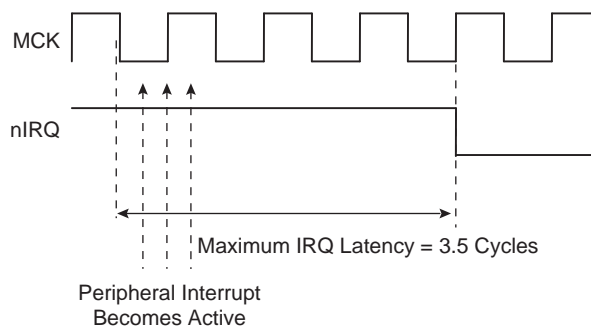 MCK
nIRQ
Maximum IRQ Latency = 3.5 Cycles
Peripheral Interrupt
Becomes Active